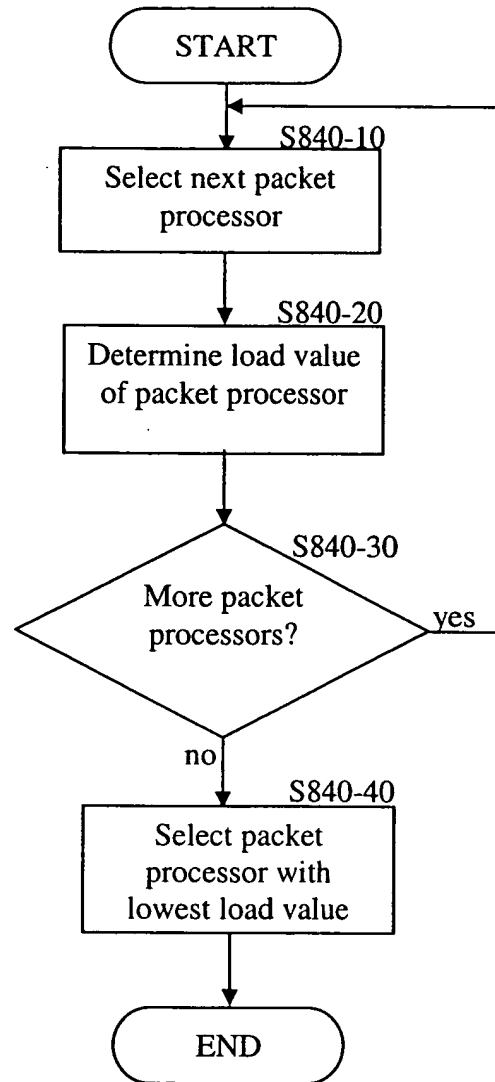 START
S840-10
Select next packet
processor
S840-20
Determine load value
of packet processor
S840-30
More packet
processors?
yes
no
S840-40
Select packet
processor with
lowest load value
END